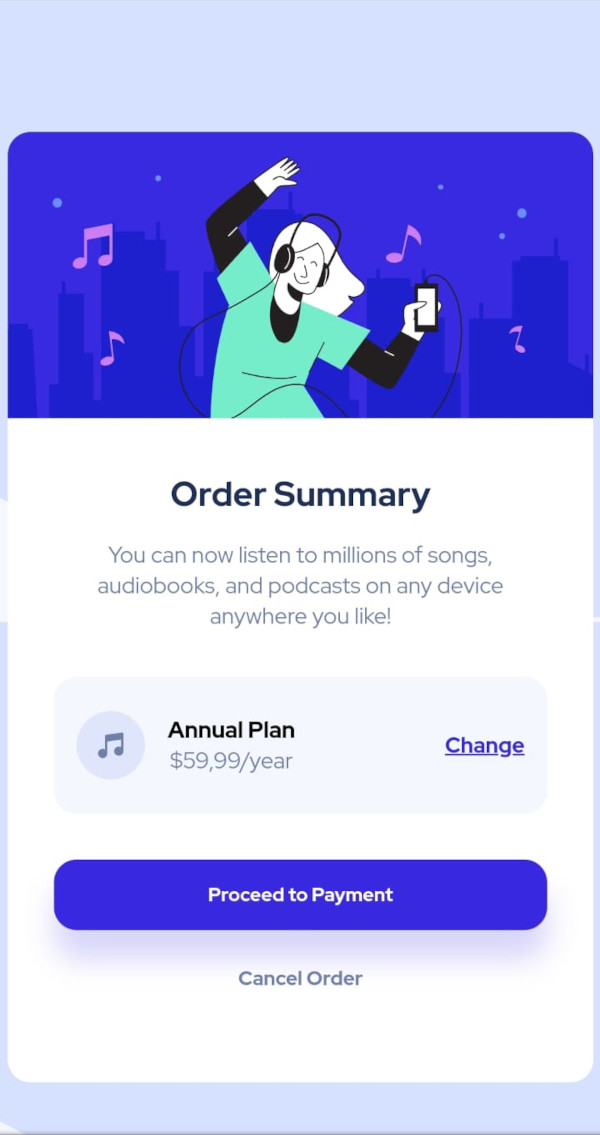 Order Summary
You can now listen to millions of songs,
audiobooks, and podcasts on any device
anywhere you like!
Annual Plan
$59,99/year
Change
Proceed to Payment
Cancel Order